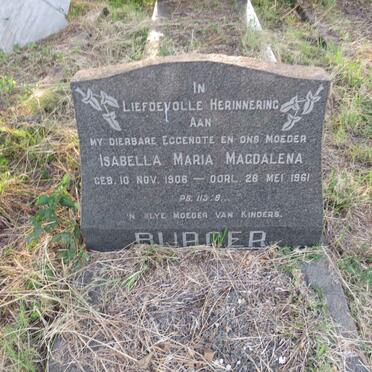 IN
LIEFDEVOLLE HERINNERING
AAN
MY DIERBARE EGGENOTE EN ONS MOEDER
ISABELLA MARIA MAGDALENA
GEB. 10 NOV. 1906 — OORL. 28 MEI 1961
PS. 113:9.
'N BLYE MOEDER VAN KINDERS.
BURGER